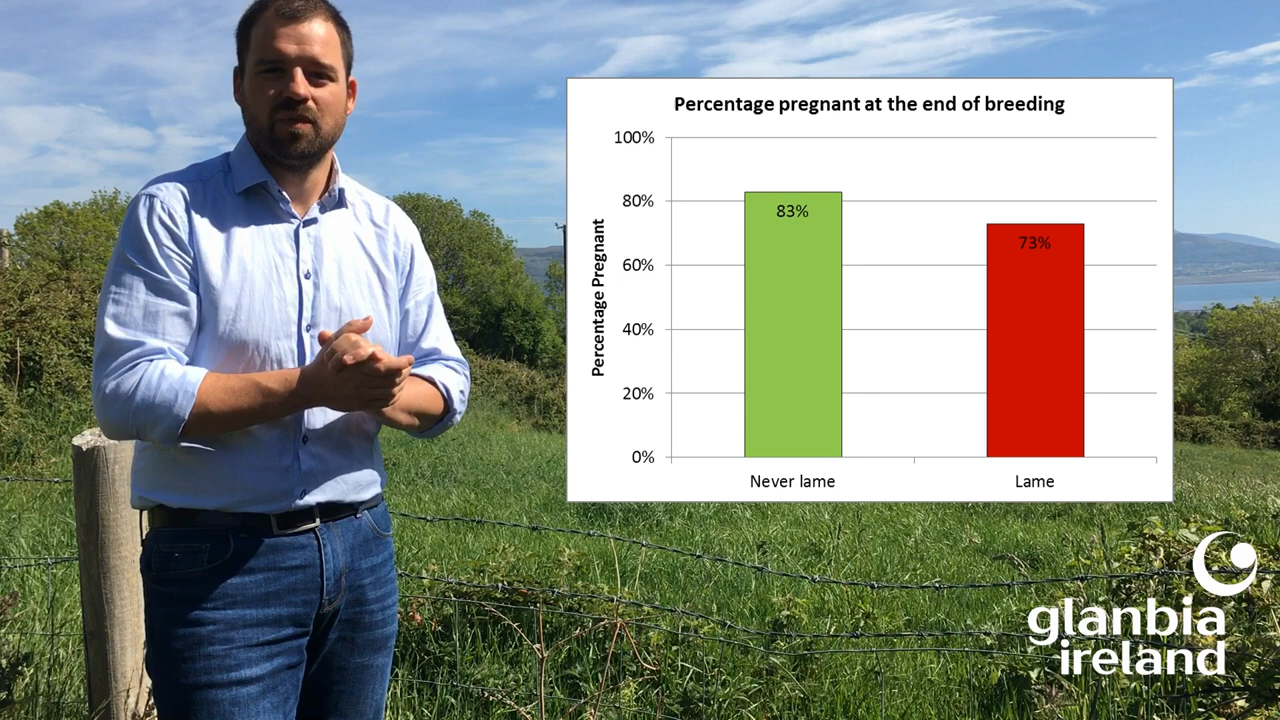 Percentage pregnant at the end of breeding
Percentage Pregnant
100%
80%
60%
40%
20%
0%
83%
73%
Never lame
Lame
glanbia
ireland